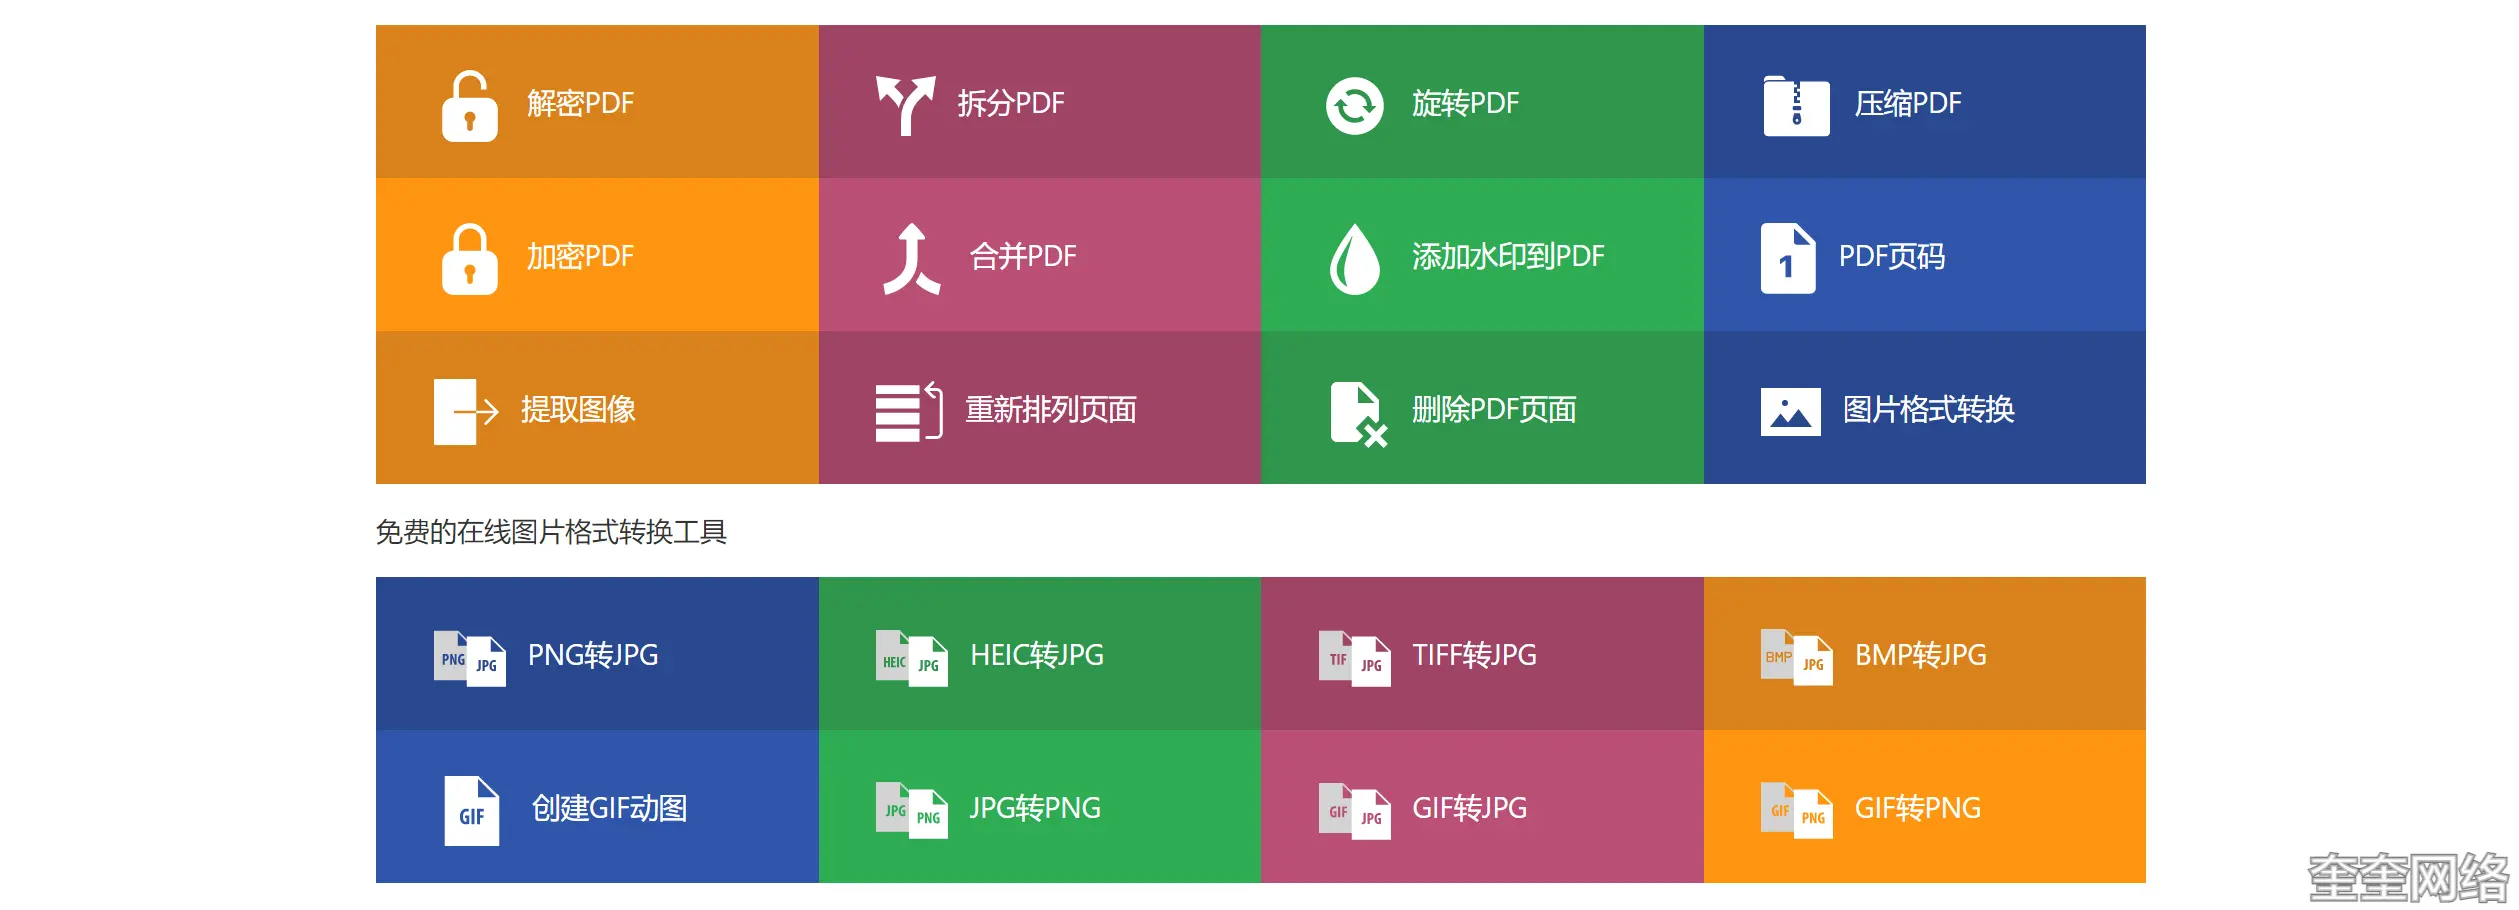 解密PDF
拆分PDF
旋转PDF
压缩PDF
加密PDF
合并PDF
添加水印到PDF
1
PDF页码
提取图像
重新排列页面
删除PDF页面
图片格式转换
免费的在线图片格式转换工具
PNG
JPG
PNG转JPG
HEIC
JPG
HEIC转JPG
TIF
JPG
TIFF转JPG
BMP
JPG
BMP转JPG
GIF
创建GIF动图
JPG
PNG
JPG转PNG
GIF
JPG
GIF转JPG
GIF
PNG
GIF转PNG
奎奎网络